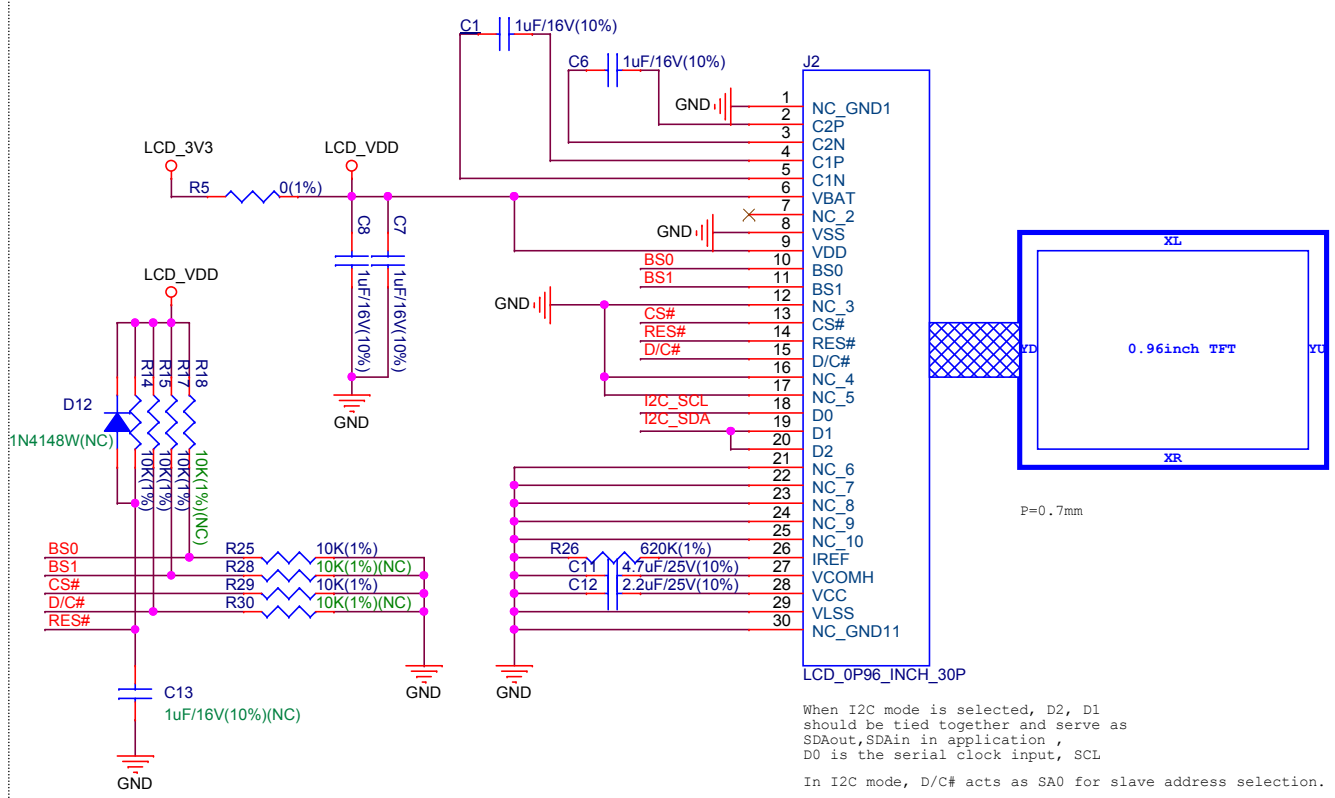 C1
1uF/16V(10%)
C6
1uF/16V(10%)
J2
GND
1
NC_GND1
2
C2P
3
C2N
4
C1P
5
C1N
6
VBAT
7
NC_2
8
VSS
9
VDD
10
BS0
11
BS1
12
NC_3
13
CS#
14
RES#
15
D/C#
16
NC_4
17
NC_5
18
D0
19
D1
20
D2
21
NC_6
22
NC_7
23
NC_8
24
NC_9
25
NC_10
26
IREF
27
VCOMH
28
VCC
29
VLSS
30
NC_GND11
LCD_0P96_INCH_30P
LCD_3V3
LCD_VDD
R5
0(1%)
C8
C7
1uF/16V(10%)
1uF/16V(10%)
GND
GND
BS0
BS1
GND
CS#
RES#
D/C#
I2C_SCL
I2C_SDA
LCD_VDD
R14
R15
R17
R18
D12
1N4148W(NC)
10K(1%)
10K(1%)
10K(1%)
10K(1%)(NC)
BS0
BS1
CS#
D/C#
RES#
R25
10K(1%)
R28
10K(1%)(NC)
R29
10K(1%)
R30
10K(1%)(NC)
GND
C13
1uF/16V(10%)(NC)
GND
R26
620K(1%)
C11
4.7uF/25V(10%)
C12
2.2uF/25V(10%)
GND
XL
YD
0.96inch TFT
YU
XR
P=0.7mm
When I2C mode is selected, D2, D1
should be tied together and serve as
SDAout,SDAin in application ,
D0 is the serial clock input, SCL
In I2C mode, D/C# acts as SA0 for slave address selection.